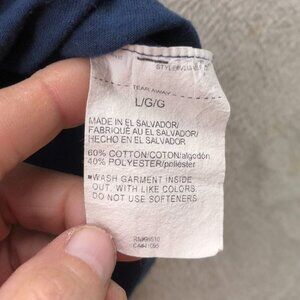 TEAR AWAY
L/G/G
MADE IN EL SALVADOR/
FABRIQUÉ AU EL SALVADOR/
HECHO EN EL SALVADOR
60% COTTON/COTON/algodón
40% POLYESTER/poliéster
▪WASH GARMENT INSIDE
OUT, WITH LIKE COLORS.
DO NOT USE SOFTENERS.